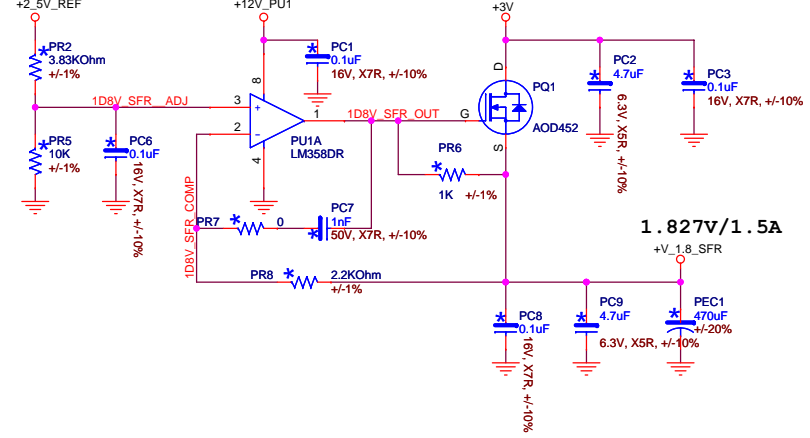 +2_5V_REF
+12V_PU1
+3V
PR2
3.83KOhm
+/-1%
PC1
0.1uF
16V, X7R, +/-10%
D
PQ1
AOD452
G
S
PC2
4.7uF
6.3V, X5R, +/-10%
PC3
0.1uF
16V, X7R, +/-10%
1D8V_SFR_ADJ
3
8
+
2
-
4
1
PU1A
LM358DR
1D8V_SFR_OUT
PR5
10K
+/-1%
PC6
0.1uF
16V, X7R, +/-10%
PR6
1K
+/-1%
1D8V_SFR_COMP
PR7
0
PC7
1nF
50V, X7R, +/-10%
1.827V/1.5A
+V_1.8_SFR
PR8
2.2KOhm
+/-1%
PC8
0.1uF
16V, X7R, +/-10%
PC9
4.7uF
6.3V, X5R, +/-10%
PEC1
470uF
+/-20%